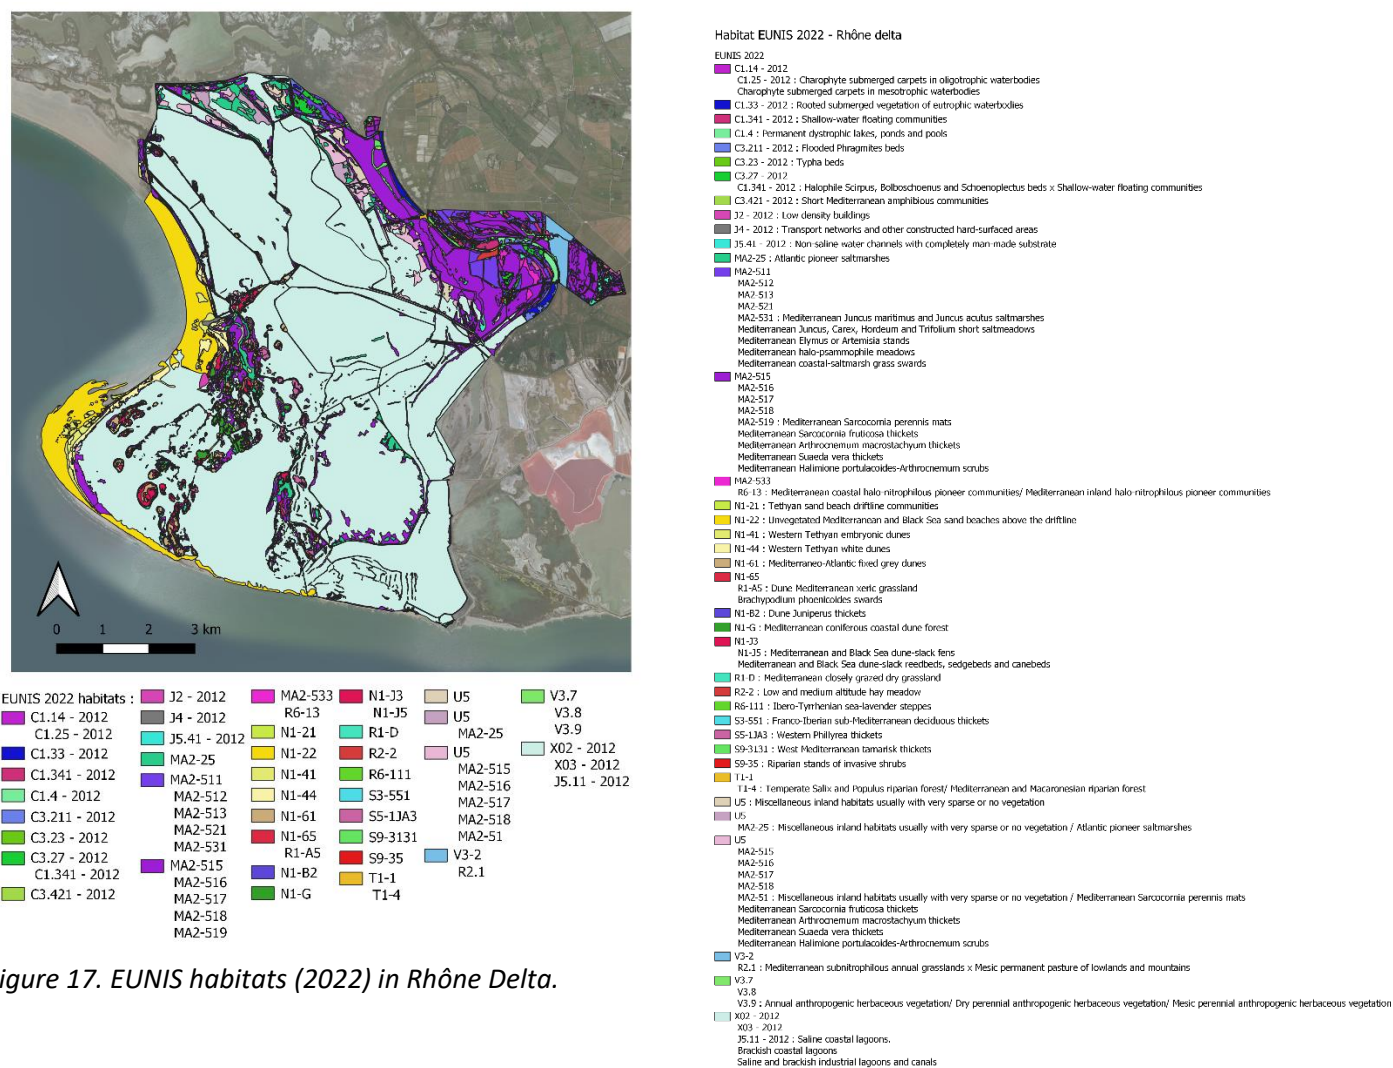 0 1 2 3 km
EUNIS 2022 habitats :
C1.14 - 2012
C1.25 - 2012
C1.33 - 2012
C1.341 - 2012
C1.4 - 2012
C3.211 - 2012
C3.23 - 2012
C3.27 - 2012
C1.341 - 2012
C3.421 - 2012
J2 - 2012
J4 - 2012
J5.41 - 2012
MA2-25
MA2-511
MA2-512
MA2-513
MA2-521
MA2-531
MA2-515
MA2-516
MA2-517
MA2-518
MA2-519
MA2-533
R6-13
N1-21
N1-22
N1-41
N1-44
N1-61
N1-65
R1-A5
N1-B2
N1-G
N1-J3
N1-J5
R1-D
R2-2
R6-111
S3-551
S5-1JA3
S9-3131
S9-35
T1-1
T1-4
U5
U5
MA2-25
U5
MA2-515
MA2-516
MA2-517
MA2-518
MA2-51
V3-2
R2.1
V3.7
V3.8
V3.9
X02 - 2012
X03 - 2012
J5.11 - 2012
igure 17. EUNIS habitats (2022) in Rhône Delta.
Habitat EUNIS 2022 - Rhône delta
EUNIS 2022
C1.14 - 2012
C1.25 - 2012 : Charophyte submerged carpets in oligotrophic waterbodies
Charophyte submerged carpets in mesotrophic waterbodies
C1.33 - 2012 : Rooted submerged vegetation of eutrophic waterbodies
C1.341 - 2012 : Shallow-water floating communities
C1.4 : Permanent dystrophic lakes, ponds and pools
C3.211 - 2012 : Flooded Phragmites beds
C3.23 - 2012 : Typha beds
C3.27 - 2012
C1.341 - 2012 : Halophile Scirpus, Bolboschoenus and Schoenoplectus beds x Shallow-water floating communities
C3.421 - 2012 : Short Mediterranean amphibious communities
J2 - 2012 : Low density buildings
J4 - 2012 : Transport networks and other constructed hard-surfaced areas
J5.41 - 2012 : Non-saline water channels with completely man-made substrate
MA2-25 : Atlantic pioneer saltmarshes
MA2-511
MA2-512
MA2-513
MA2-521
MA2-531 : Mediterranean Juncus maritimus and Juncus acutus saltmarshes
Mediterranean Juncus, Carex, Hordeum and Trifolium short saltmeadows
Mediterranean Elymus or Artemisia stands
Mediterranean halo-psammophile meadows
Mediterranean coastal-saltmarsh grass swards
MA2-515
MA2-516
MA2-517
MA2-518
MA2-519 : Mediterranean Sarcocornia perennis mats
Mediterranean Sarcocornia fruticosa thickets
Mediterranean Arthrocnemum macrostachyum thickets
Mediterranean Suaeda vera thickets
Mediterranean Halimione portulacoides-Arthrocnemum scrubs
MA2-533
R6-13 : Mediterranean coastal halo-nitrophilous pioneer communities/ Mediterranean inland halo-nitrophilous pioneer communities
N1-21 : Tethyan sand beach driftline communities
N1-22 : Unvegetated Mediterranean and Black Sea sand beaches above the driftline
N1-41 : Western Tethyan embryonic dunes
N1-44 : Western Tethyan white dunes
N1-61 : Mediterraneo-Atlantic fixed grey dunes
N1-65
R1-A5 : Dune Mediterranean xeric grassland
Brachypodium phoenicoides swards
N1-B2 : Dune Juniperus thickets
N1-G : Mediterranean coniferous coastal dune forest
N1-J3
N1-J5 : Mediterranean and Black Sea dune-slack fens
Mediterranean and Black Sea dune-slack reedbeds, sedgebeds and canebeds
R1-D : Mediterranean closely grazed dry grassland
R2-2 : Low and medium altitude hay meadow
R6-111 : Ibero-Tyrrhenian sea-lavender steppes
S3-551 : Franco-Iberian sub-Mediterranean deciduous thickets
S5-1JA3 : Western Phillyrea thickets
S9-3131 : West Mediterranean tamarisk thickets
S9-35 : Riparian stands of invasive shrubs
T1-1
T1-4 : Temperate Salix and Populus riparian forest/ Mediterranean and Macaronesian riparian forest
U5 : Miscellaneous inland habitats usually with very sparse or no vegetation
U5
MA2-25 : Miscellaneous inland habitats usually with very sparse or no vegetation / Atlantic pioneer saltmarshes
U5
MA2-515
MA2-516
MA2-517
MA2-518
MA2-51 : Miscellaneous inland habitats usually with very sparse or no vegetation / Mediterranean Sarcocornia perennis mats
Mediterranean Sarcocornia fruticosa thickets
Mediterranean Arthrocnemum macrostachyum thickets
Mediterranean Suaeda vera thickets
Mediterranean Halimione portulacoides-Arthrocnemum scrubs
V3-2
R2.1 : Mediterranean subnitrophilous annual grasslands x Mesic permanent pasture of lowlands and mountains
V3.7
V3.8
V3.9 : Annual anthropogenic herbaceous vegetation/ Dry perennial anthropogenic herbaceous vegetation/ Mesic perennial anthropogenic herbaceous vegetation
X02 - 2012
X03 - 2012
J5.11 - 2012 : Saline coastal lagoons.
Brackish coastal lagoons
Saline and brackish industrial lagoons and canals